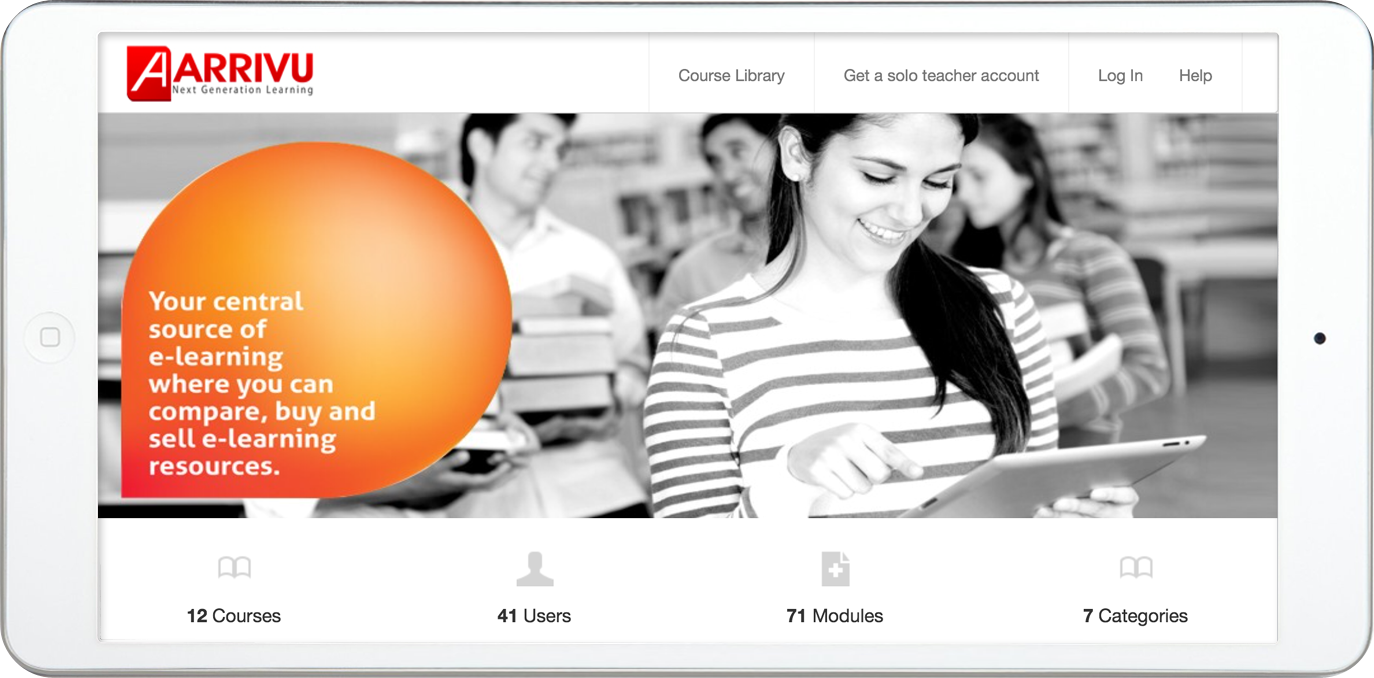 ARRIVU
Next Generation Learning
Course Library
Get a solo teacher account
Log In
Help
Your central
source of
e-learning
where you can
compare, buy and
sell e-learning
resources.
12 Courses
41 Users
71 Modules
7 Categories